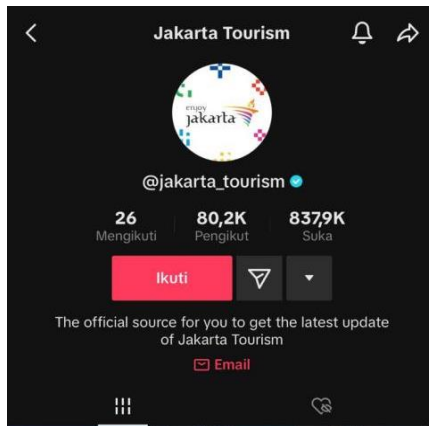 Jakarta Tourism
enjoy
jakarta
@jakarta_tourism
26 80,2K 837,9K
Mengikuti Pengikut Suka
Ikuti
The official source for you to get the latest update
of Jakarta Tourism
Email